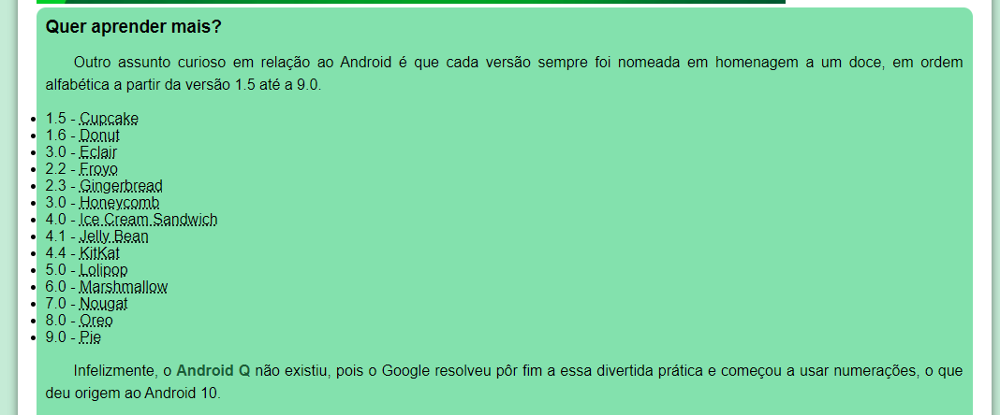 Quer aprender mais?
Outro assunto curioso em relação ao Android é que cada versão sempre foi nomeada em homenagem a um doce, em ordem
alfabética a partir da versão 1.5 até a 9.0.
1.5 - Cupcake
1.6 - Donut
3.0 - Eclair
2.2 - Froyo
2.3 - Gingerbread
3.0 - Honeycomb
4.0 - Ice Cream Sandwich
4.1 - Jelly Bean
4.4 - KitKat
5.0 - Lolipop
6.0 - Marshmallow
7.0 - Nougat
8.0 - Oreo
9.0 - Pie
Infelizmente, o Android Q não existiu, pois o Google resolveu pôr fim a essa divertida prática e começou a usar numerações, o que
deu origem ao Android 10.